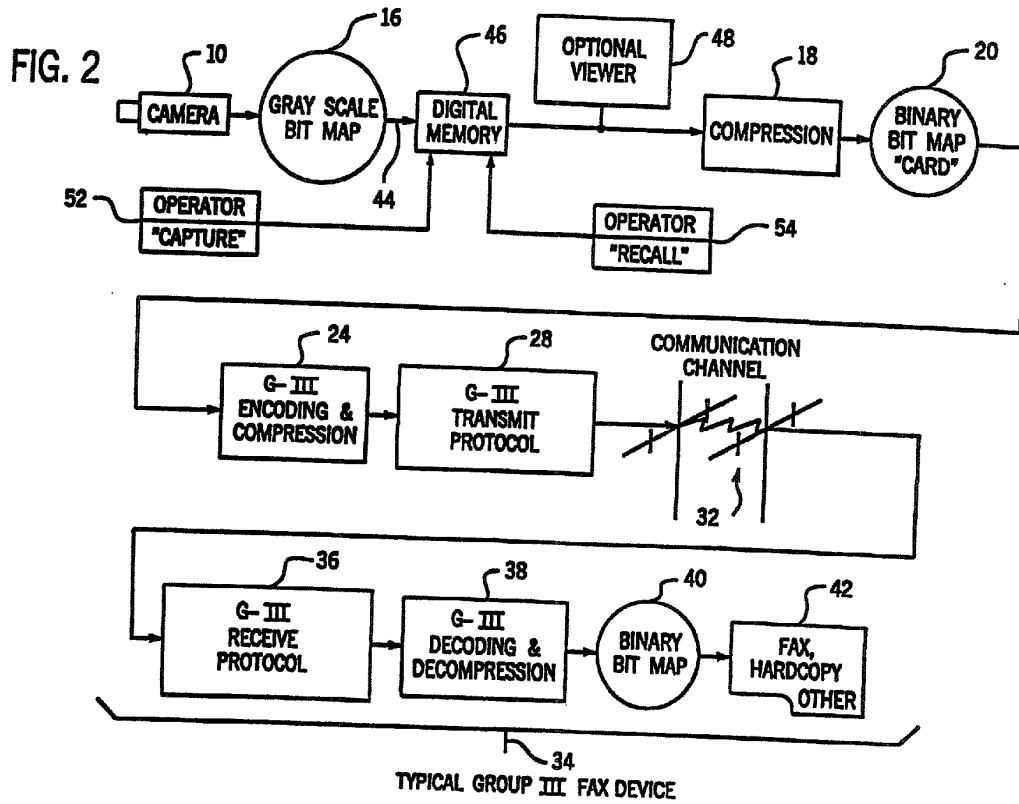 FIG. 2
10
CAMERA
16
GRAY SCALE
BIT MAP
44
46
DIGITAL
MEMORY
OPTIONAL
VIEWER
48
18
COMPRESSION
20
BINARY
BIT MAP
"CARD"
52
OPERATOR
"CAPTURE"
OPERATOR
"RECALL"
54
24
G-III
ENCODING &
COMPRESSION
28
G-III
TRANSMIT
PROTOCOL
COMMUNICATION
CHANNEL
32
36
G-III
RECEIVE
PROTOCOL
38
G-III
DECODING &
DECOMPRESSION
40
BINARY
BIT MAP
42
FAX,
HARDCOPY
OTHER
34
TYPICAL GROUP III FAX DEVICE